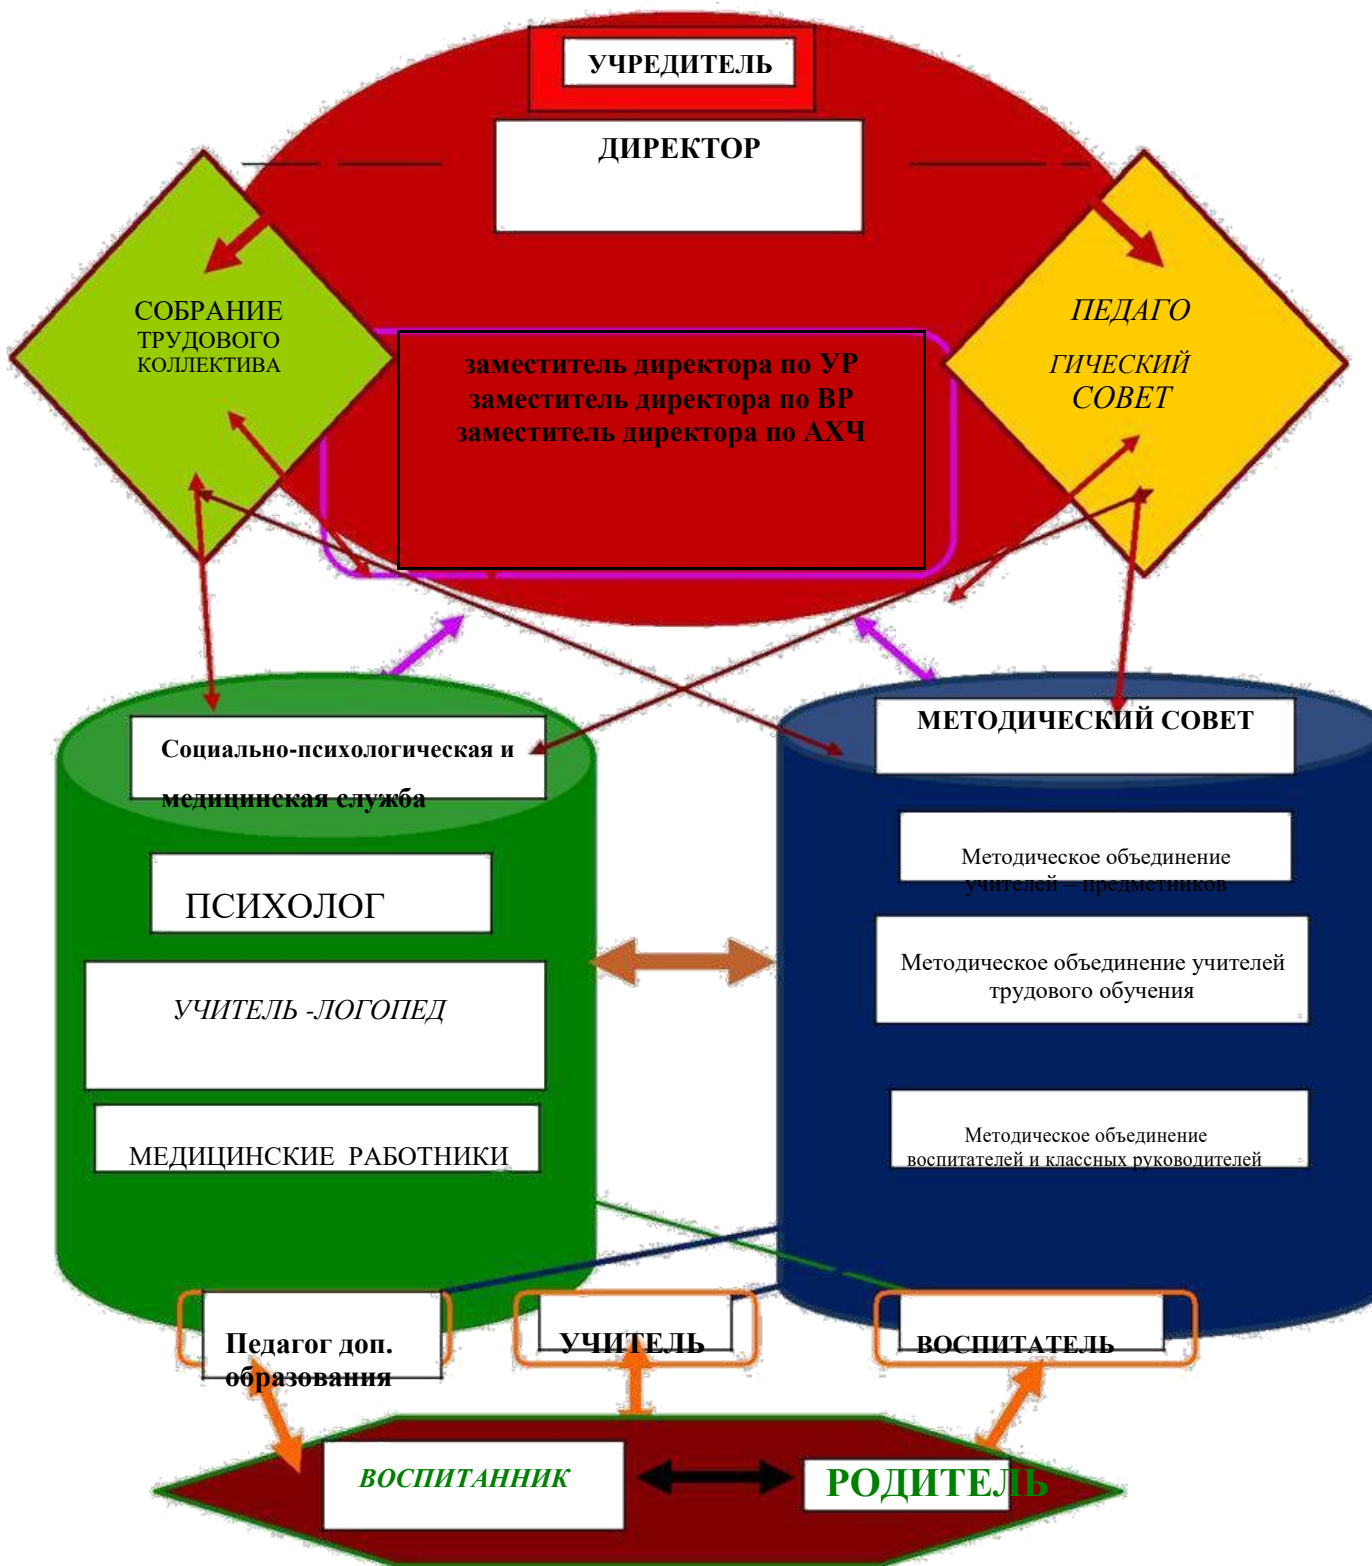 УЧРЕДИТЕЛЬ
ДИРЕКТОР
СОБРАНИЕ
ТРУДОВОГО
КОЛЛЕКТИВА
заместитель директора по УР
заместитель директора по ВР
заместитель директора по АХЧ
ПЕДАГО
ГИЧЕСКИЙ
СОВЕТ
Социально-психологическая и
медицинская служба
ПСИХОЛОГ
УЧИТЕЛЬ -ЛОГОПЕД
МЕДИЦИНСКИЕ РАБОТНИКИ
МЕТОДИЧЕСКИЙ СОВЕТ
Методическое объединение
учителей – предметников
Методическое объединение учителей
трудового обучения
Методическое объединение
воспитателей и классных руководителей
Педагог доп.
образования
УЧИТЕЛЬ
ВОСПИТАТЕЛЬ
ВОСПИТАННИК
РОДИТЕЛЬ